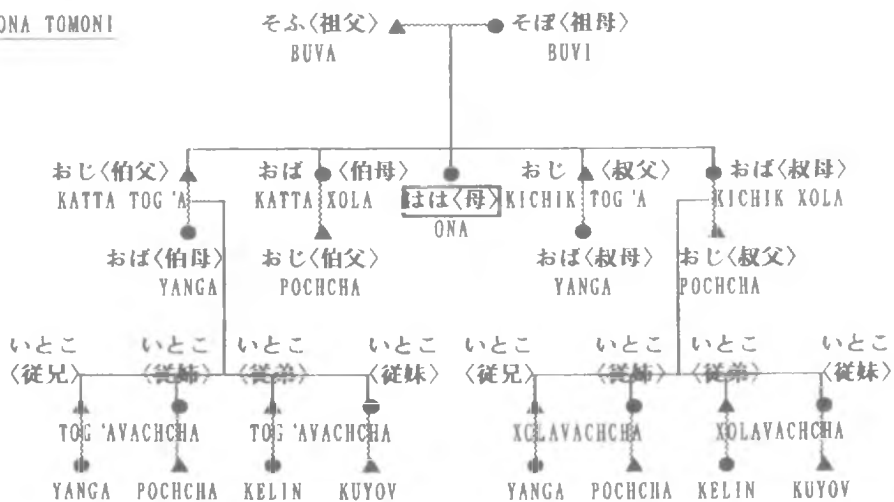 ONA TOMONI
そふ〈祖父〉 そぼ〈祖母〉
BUVA BUVI
おじ〈伯父〉 おば〈伯母〉 おじ〈叔父〉 おば〈叔母〉
KATTA TOG'A KATTA XOLA はは〈母〉 KICHIK TOG'A KICHIK XOLA
ONA
おば〈伯母〉 おじ〈伯父〉 おば〈叔母〉 おじ〈叔父〉
YANGA POCHCHA YANGA POCHCHA
いとこ いとこ いとこ いとこ いとこ いとこ いとこ いとこ
〈従兄〉 〈従姉〉 〈従弟〉 〈従妹〉 〈従兄〉 〈従姉〉 〈従弟〉 〈従妹〉
TOG'AVACHCHA TOG'AVACHCHA XOLAVACHCHA XOLAVACHCHA
YANGA POCHCHA KELIN KUYOV YANGA POCHCHA KELIN KUYOV